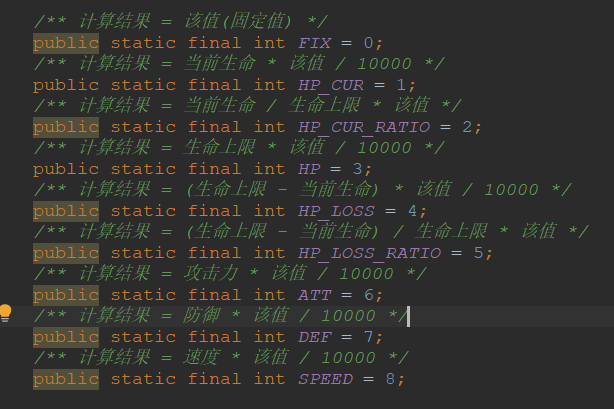 /** 计算结果 = 该值(固定值) */
public static final int FIX = 0;
/** 计算结果 = 当前生命 * 该值 / 10000 */
public static final int HP_CUR = 1;
/** 计算结果 = 当前生命 / 生命上限 * 该值 */
public static final int HP_CUR_RATIO = 2;
/** 计算结果 = 生命上限 * 该值 / 10000 */
public static final int HP = 3;
/** 计算结果 = (生命上限 - 当前生命) * 该值 / 10000 */
public static final int HP_LOSS = 4;
/** 计算结果 = (生命上限 - 当前生命) / 生命上限 * 该值 */
public static final int HP_LOSS_RATIO = 5;
/** 计算结果 = 攻击力 * 该值 / 10000 */
public static final int ATT = 6;
/** 计算结果 = 防御 * 该值 / 10000 */
public static final int DEF = 7;
/** 计算结果 = 速度 * 该值 / 10000 */
public static final int SPEED = 8;